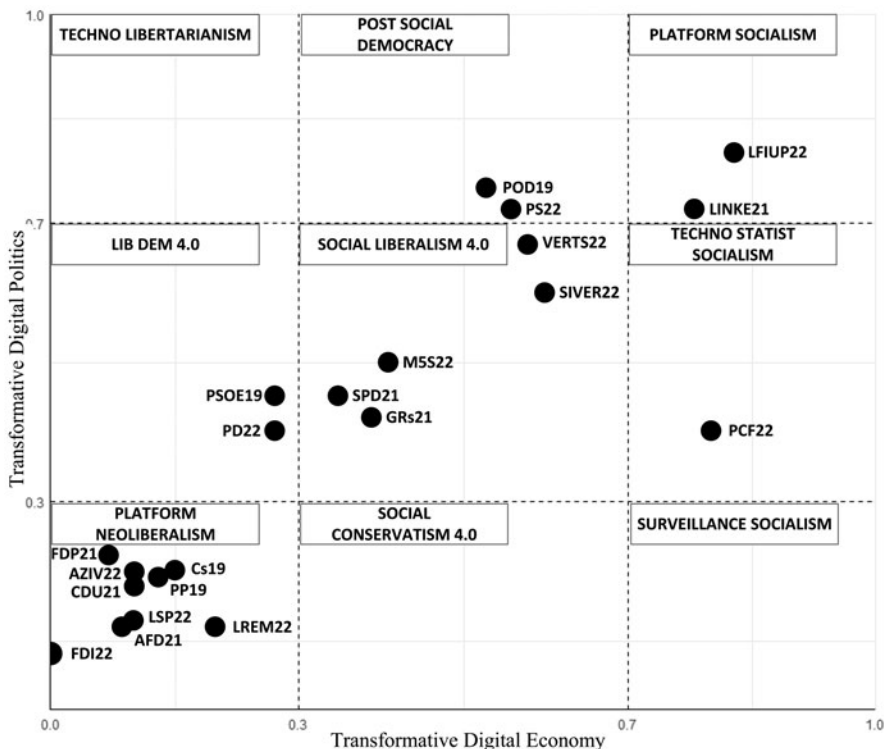 1.0
TECHNO LIBERTARIANISM
POST SOCIAL
DEMOCRACY
PLATFORM SOCIALISM
LFIUP22
POD19
PS22
LINKE21
0.7
LIB DEM 4.0
SOCIAL LIBERALISM 4.0
TECHNO STATIST
SOCIALISM
VERTS22
SIVER22
M5S22
PSOE19
SPD21
GRs21
PD22
PCF22
Transformative Digital Politics
0.3
PLATFORM
NEOLIBERALISM
SOCIAL
CONSERVATISM 4.0
SURVEILLANCE SOCIALISM
FDP21
AZIV22
Cs19
CDU21
PP19
LSP22
AFD21
LREM22
FDI22
0.0
0.0
0.3
0.7
1.0
Transformative Digital Economy